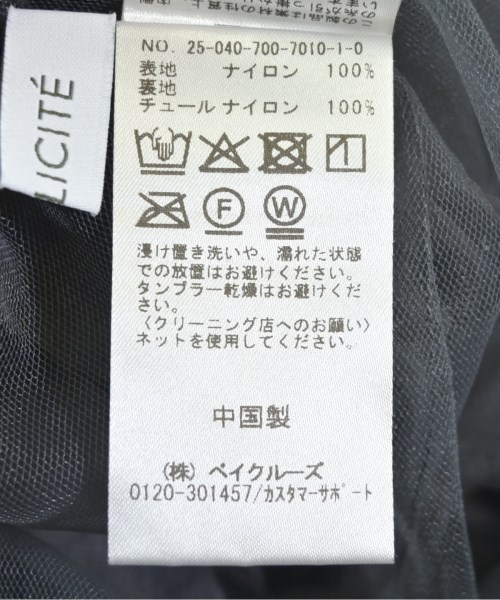 LICITÉ
NO. 25-040-700-7010-1-0
表地 ナイロン 100%
裏地
チュール ナイロン 100%
1
F W
浸け置き洗いや、濡れた状態
での放置はお避けください。
タンブラー乾燥はお避けくだ
さい。
〈クリーニング店へのお願い〉
ネットを使用してください。
中国製
(株) ベイクルーズ
0120-301457/カスタマーサポート